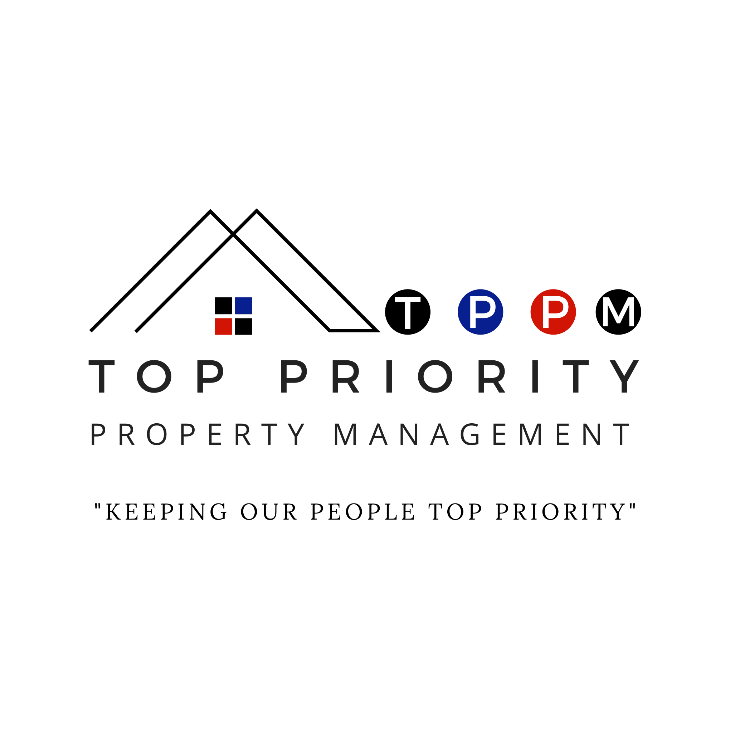 T P P M
TOP PRIORITY
PROPERTY MANAGEMENT
"KEEPING OUR PEOPLE TOP PRIORITY"